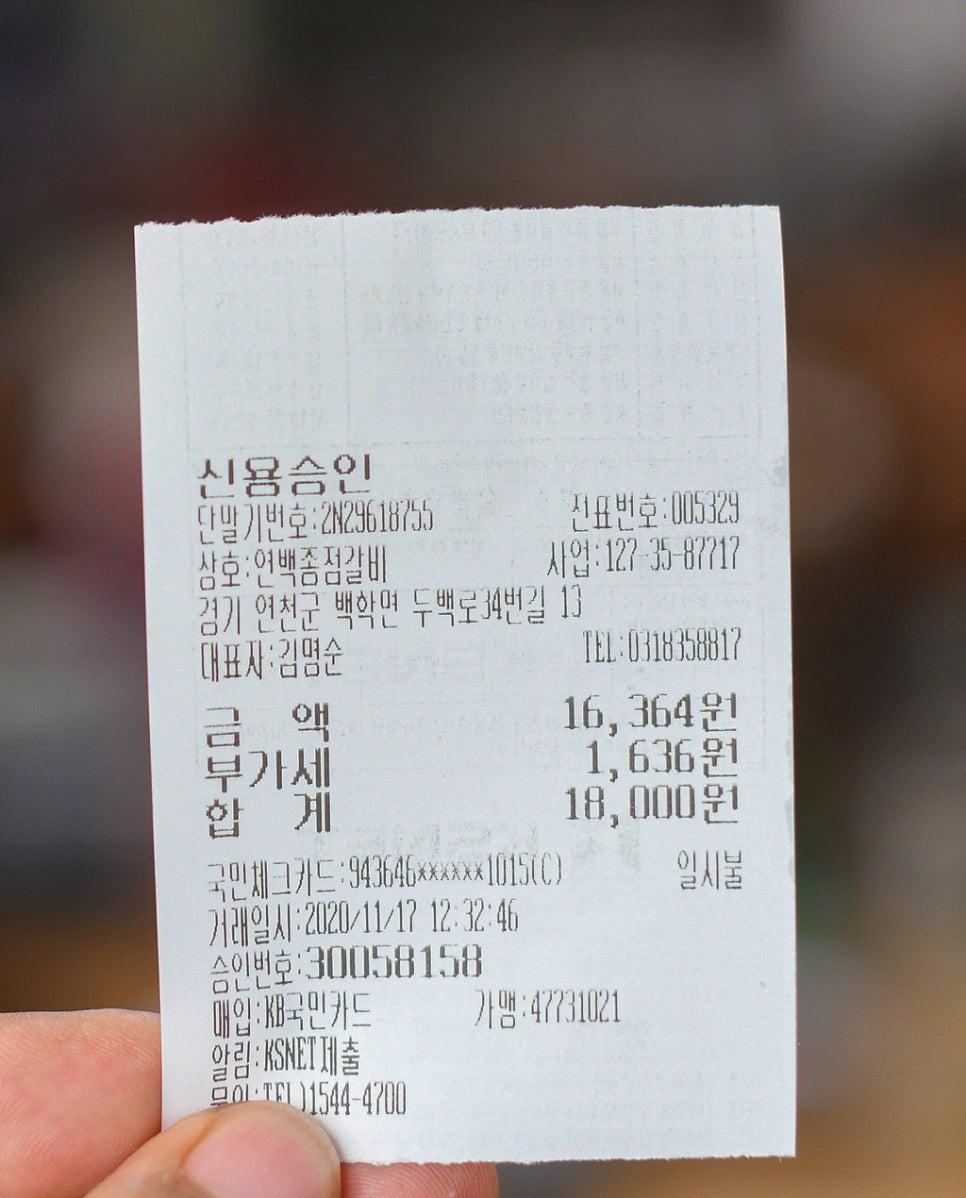 신용승인
단말기번호:2N29618755 전표번호:005329
상호:연백종점갈비 사업:127-35-87717
경기 연천군 백학면 두백로34번길 13
대표자:김명순 TEL:0318358817
금 액 16,364원
부가세 1,636원
합 계 18,000원
국민체크카드:943646******1015(C) 일시불
거래일시:2020/11/17 12:32:46
승인번호:30058158
매입:KB국민카드 가맹:47731021
알림:KSNET제출
문의:TEL)1544-4700